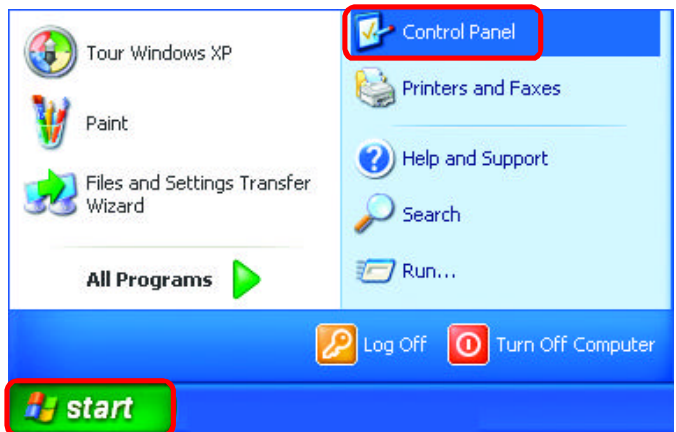 Tour Windows XP
Paint
Files and Settings Transfer
Wizard
All Programs
Control Panel
Printers and Faxes
Help and Support
Search
Run...
Log Off
Turn Off Computer
start